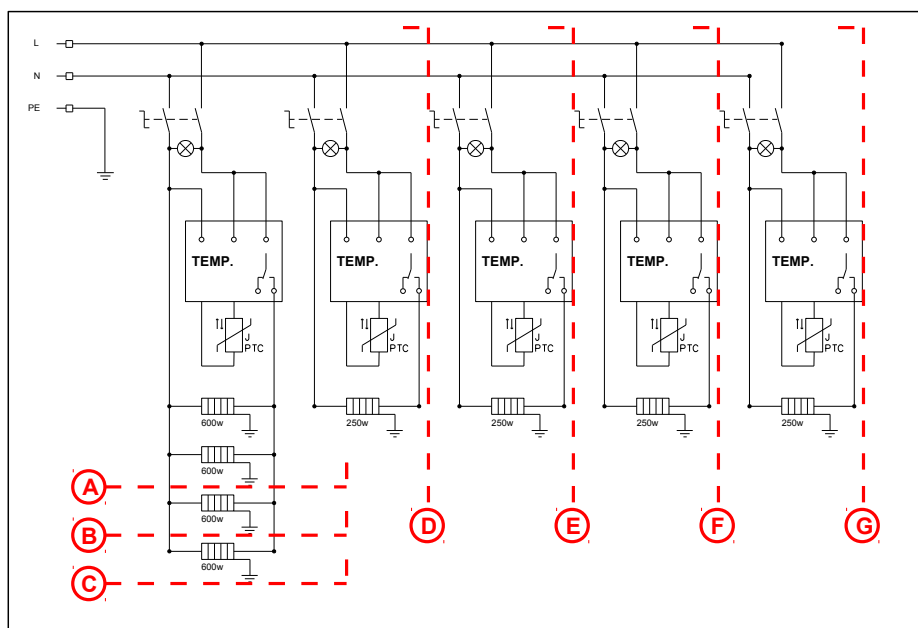 L
N
PE
TEMP. TEMP. TEMP. TEMP. TEMP.
J J J J J
PTC PTC PTC PTC PTC
600w 250w 250w 250w 250w
600w
A
600w
B D E F G
600w
C